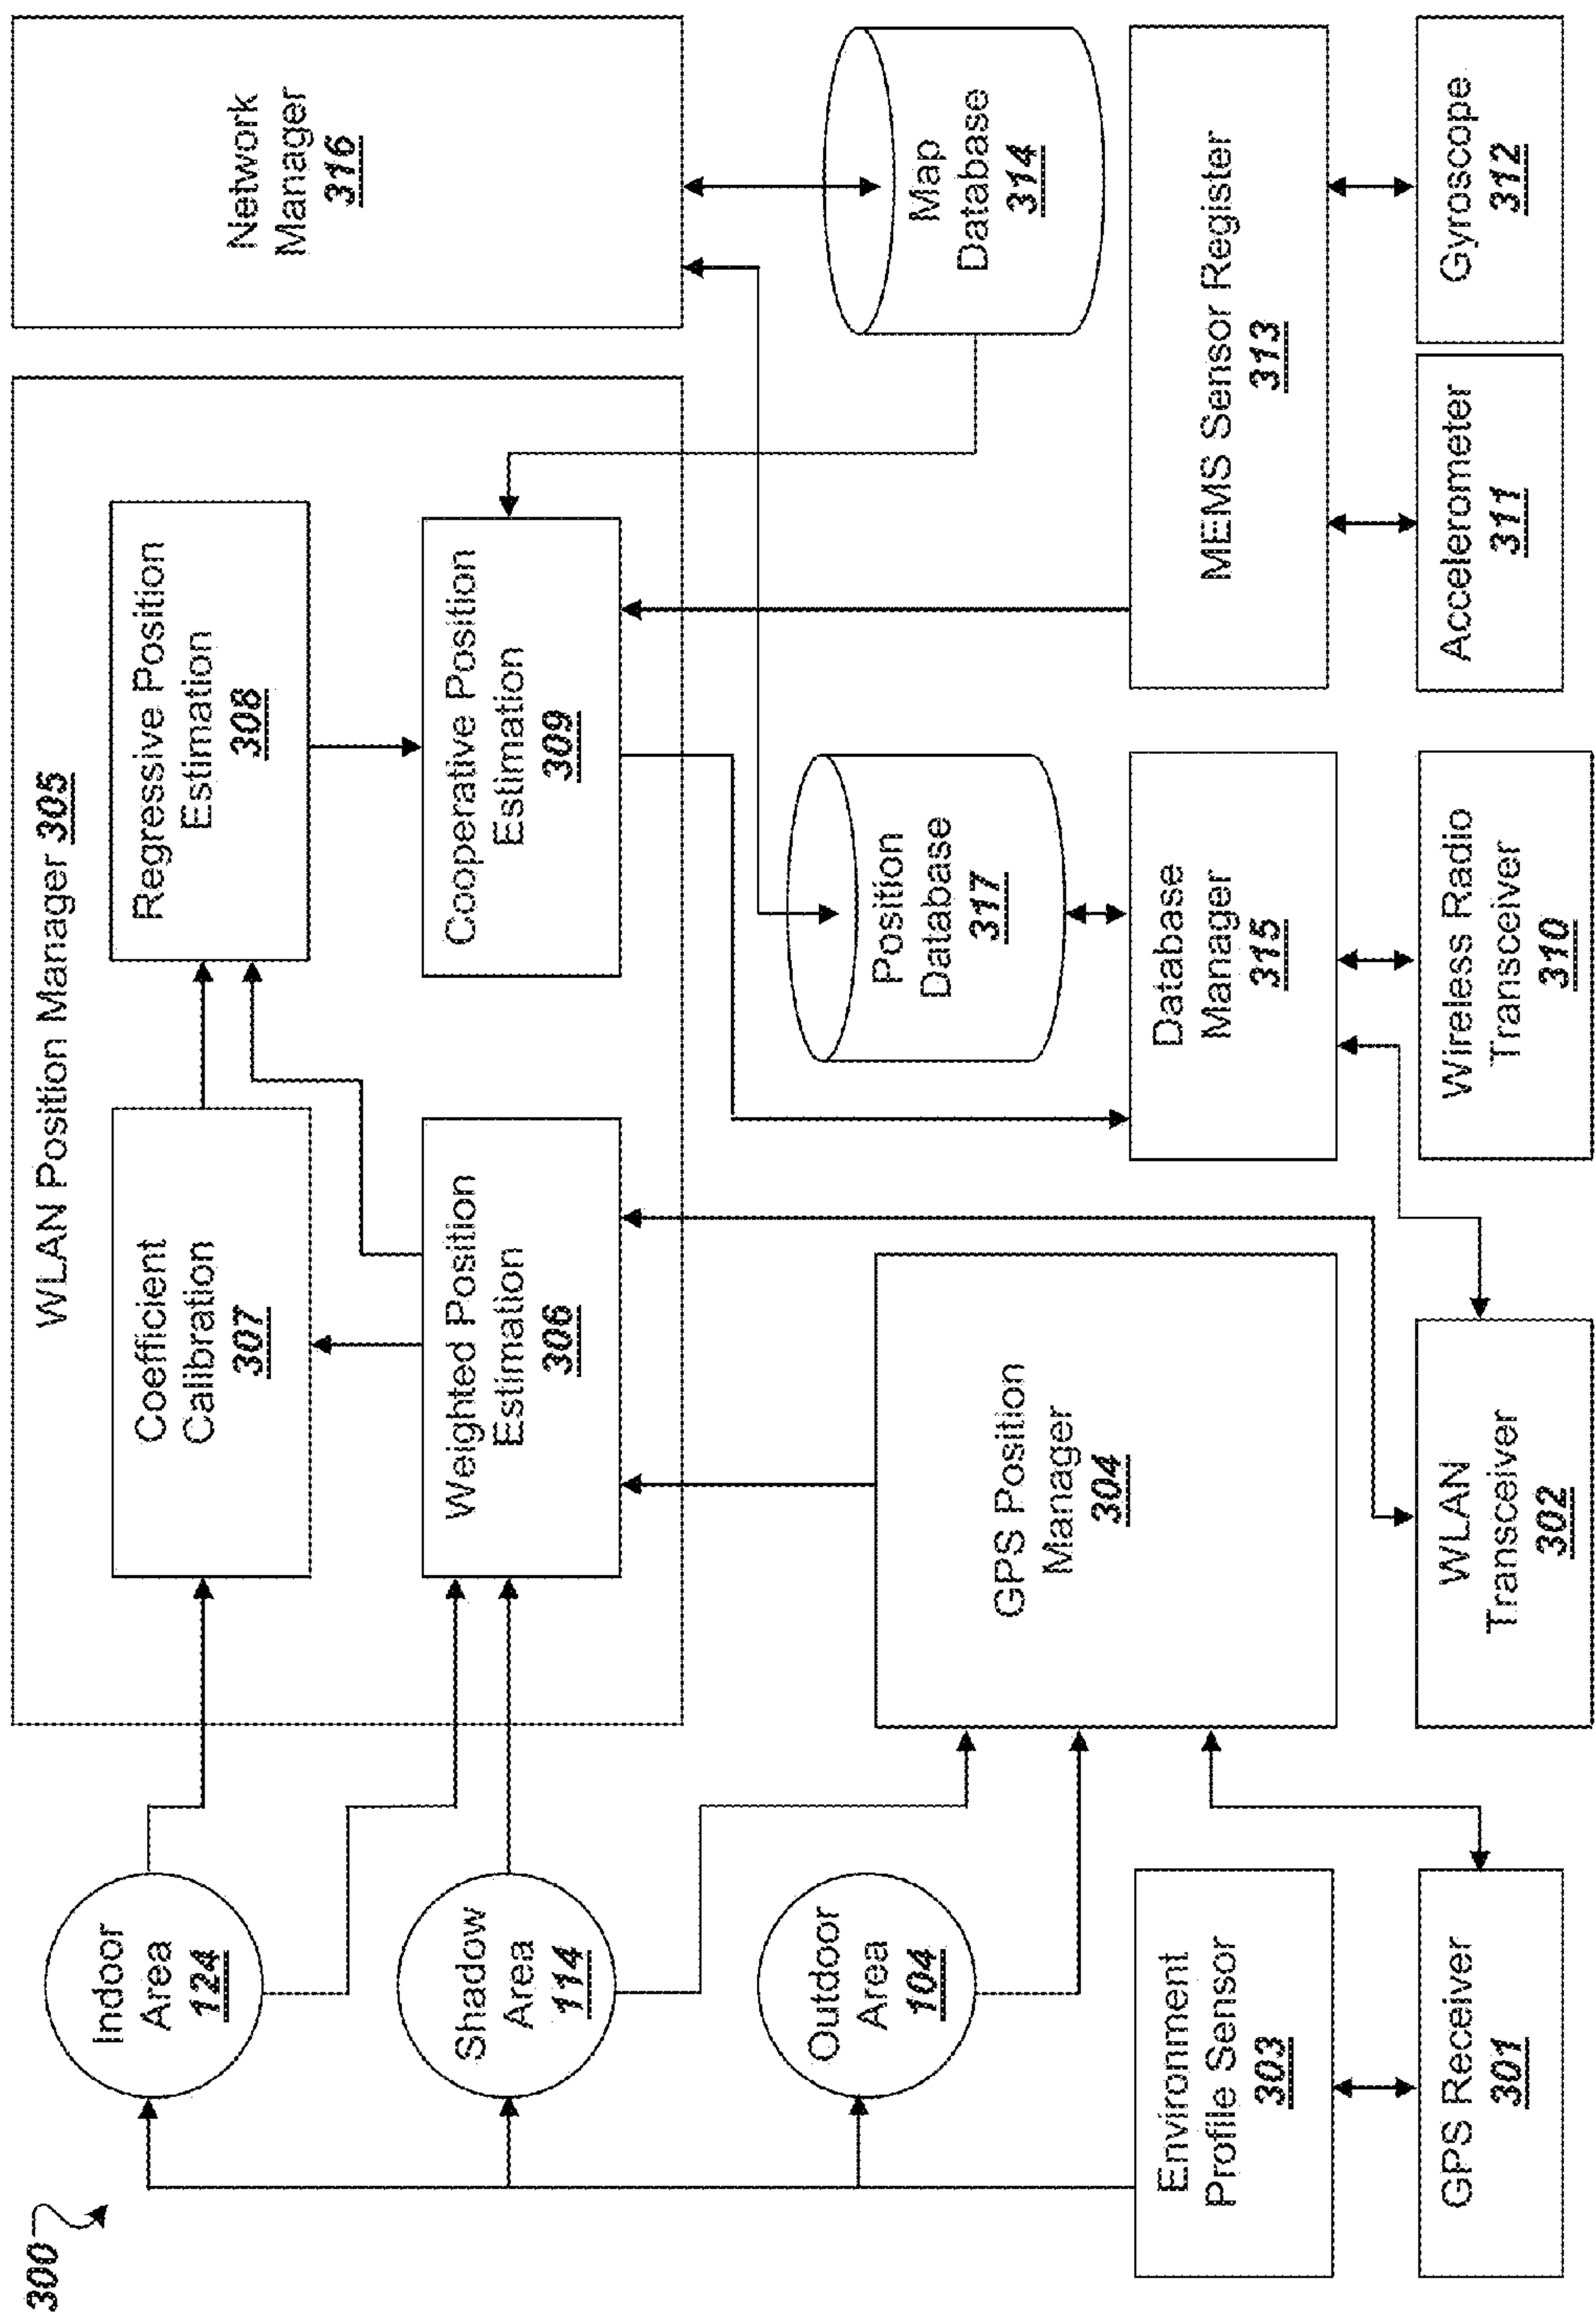 300
WLAN Position Manager 305
Indoor
Area
124
Coefficient
Calibration
307
Regressive Position
Estimation
308
Network
Manager
316
Shadow
Area
114
Weighted Position
Estimation
306
Cooperative Position
Estimation
309
Outdoor
Area
104
GPS Position
Manager
304
Position
Database
317
Map
Database
314
Environment
Profile Sensor
303
Database
Manager
315
MEMS Sensor Register
313
GPS Receiver
301
WLAN
Transceiver
302
Wireless Radio
Transceiver
310
Accelerometer
311
Gyroscope
312